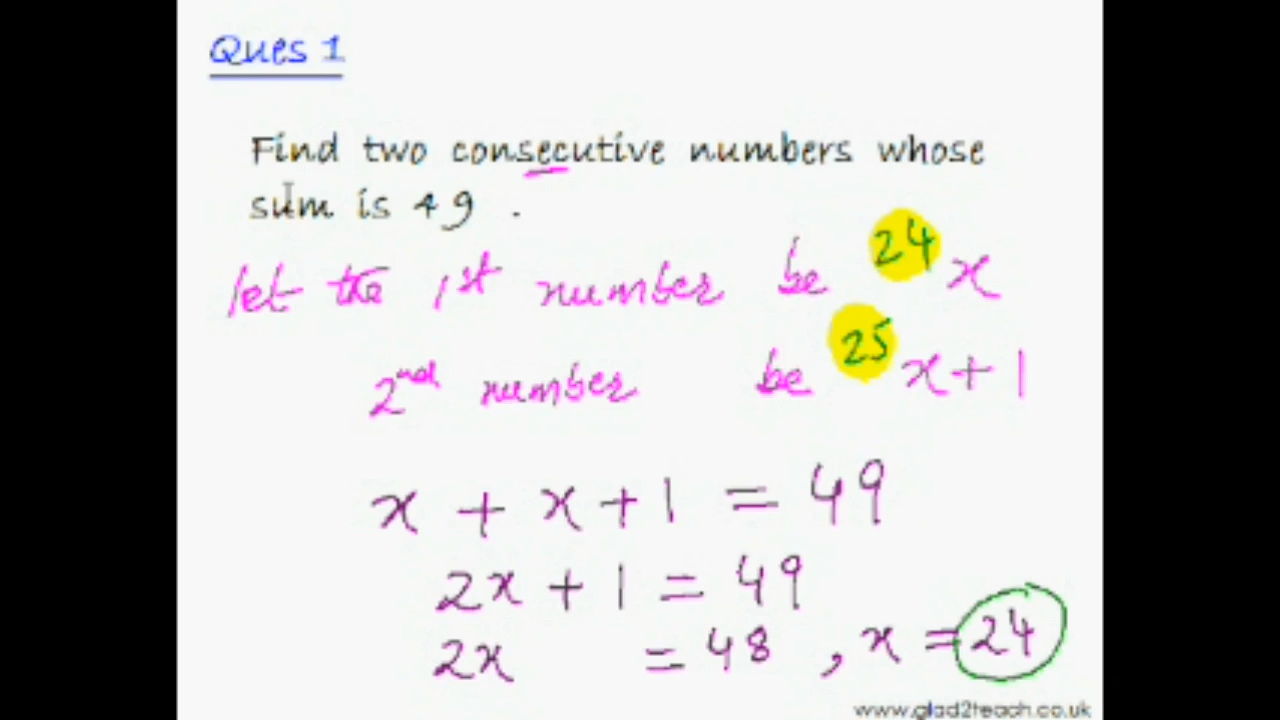 Ques 1
Find two consecutive numbers whose
sum is 49 .
let the 1st number be 24 x
2nd number be 25 x + 1
x + x + 1 = 49
2x + 1 = 49
2x = 48 , x = 24
www.glad2teach.co.uk